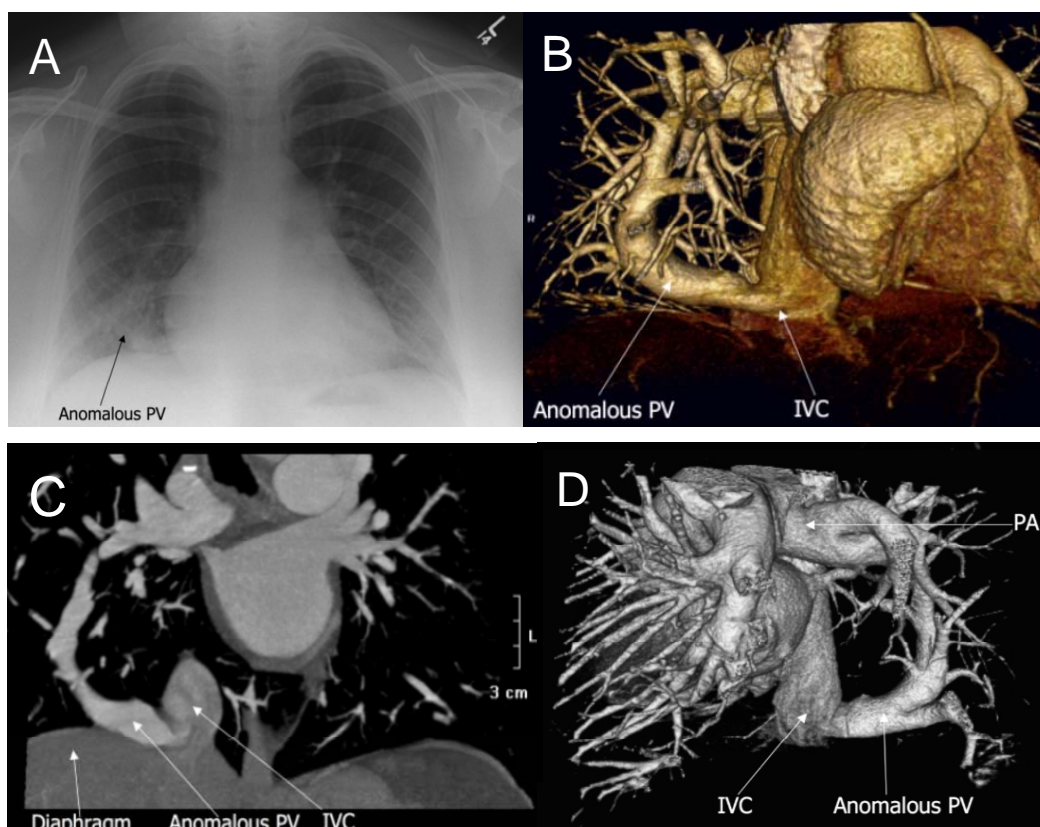 A
Anomalous PV
B
R
Anomalous PV
IVC
C
L
3 cm
Diaphragm
Anomalous PV
IVC
D
PA
IVC
Anomalous PV